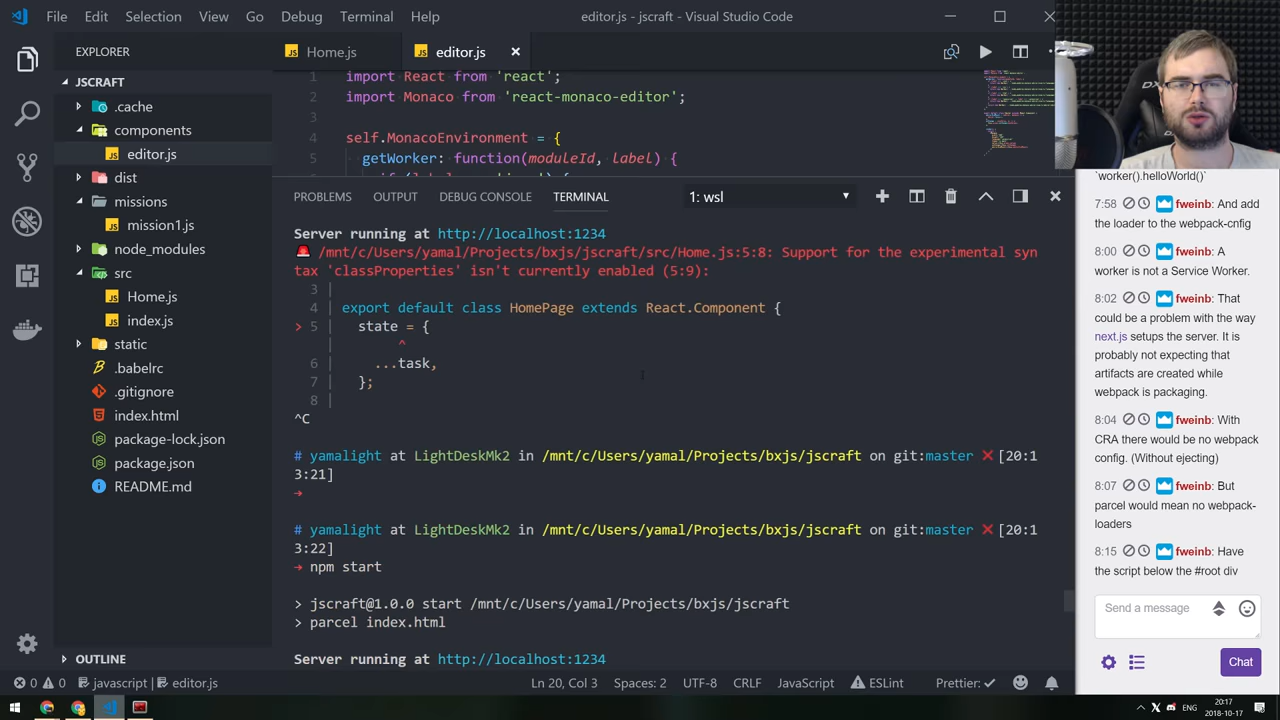 File Edit Selection View Go Debug Terminal Help
editor.js - jscraft - Visual Studio Code
EXPLORER
JSCRAFT
.cache
components
editor.js
dist
missions
mission1.js
node_modules
src
Home.js
index.js
static
.babelrc
.gitignore
index.html
package-lock.json
package.json
README.md
OUTLINE
Home.js
editor.js
1 import React from 'react';
import Monaco from 'react-monaco-editor';
4 self.MonacoEnvironment = {
5 getWorker: function(moduleId, label) {
PROBLEMS OUTPUT DEBUG CONSOLE TERMINAL
1: wsl
Server running at http://localhost:1234
/mnt/c/Users/yamal/Projects/bxjs/jscraft/src/Home.js:5:8: Support for the experimental syn
tax 'classProperties' isn't currently enabled (5:9):
3 |
4 | export default class HomePage extends React.Component {
> 5 | state = {
| ^
6 | ...task,
7 | };
8 |
^C
# yamalight at LightDeskMk2 in /mnt/c/Users/yamal/Projects/bxjs/jscraft on git:master ✗ [20:1
3:21]
→
# yamalight at LightDeskMk2 in /mnt/c/Users/yamal/Projects/bxjs/jscraft on git:master ✗ [20:1
3:22]
→ npm start
> jscraft@1.0.0 start /mnt/c/Users/yamal/Projects/bxjs/jscraft
> parcel index.html
Server running at http://localhost:1234
0 0 javascript | editor.js
Ln 20, Col 3 Spaces: 2 UTF-8 CRLF JavaScript ESLint Prettier: ✓
DX
`worker().helloWorld()`
7:58 fweinb: And add
the loader to the webpack-cnfig
8:00 fweinb: A
worker is not a Service Worker.
8:02 fweinb: That
could be a problem with the way
next.js setups the server. It is
probably not expecting that
artifacts are created while
webpack is packaging.
8:04 fweinb: With
CRA there would be no webpack
config. (Without ejecting)
8:07 fweinb: But
parcel would mean no webpack-
loaders
8:15 fweinb: Have
the script below the #root div
Send a message
Chat
ENG
20:17
2018-10-17